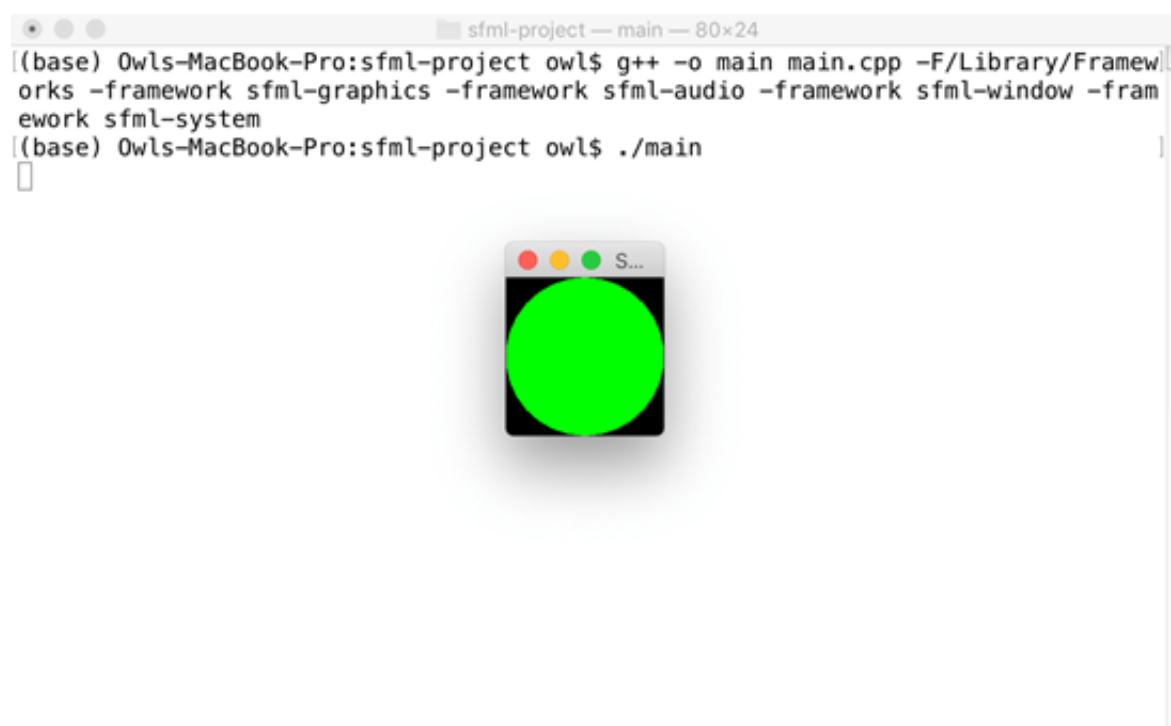 sfml-project — main — 80×24
(base) Owls-MacBook-Pro:sfml-project owl$ g++ -o main main.cpp -F/Library/Framew
orks -framework sfml-graphics -framework sfml-audio -framework sfml-window -fram
ework sfml-system
(base) Owls-MacBook-Pro:sfml-project owl$ ./main
S...